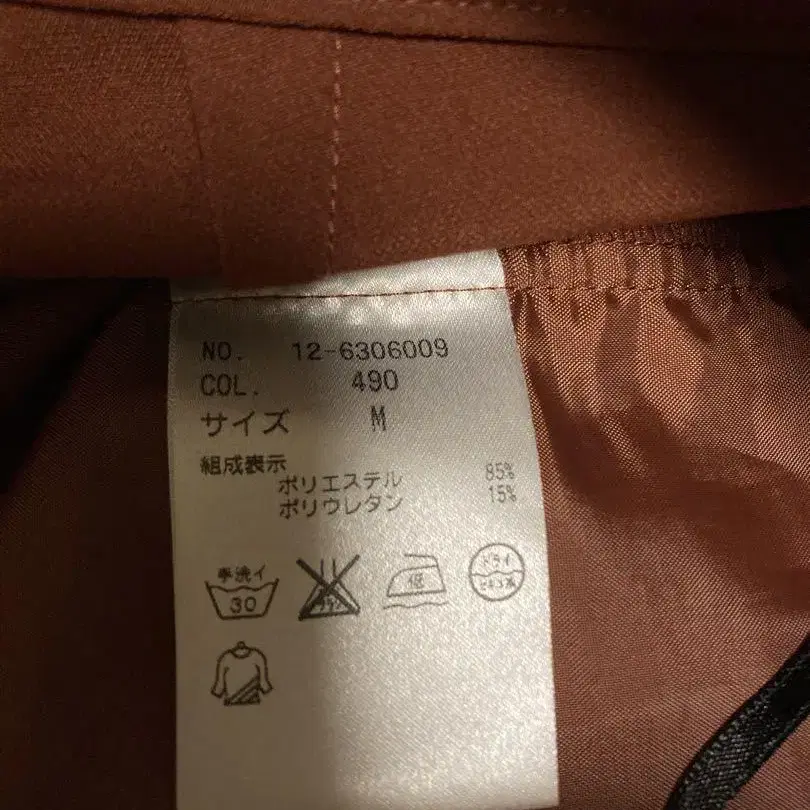 NO. 12-6306009
COL. 490
サイズ M
組成表示
ポリエステル 85%
ポリウレタン 15%
手洗イ
30
低
ドライ